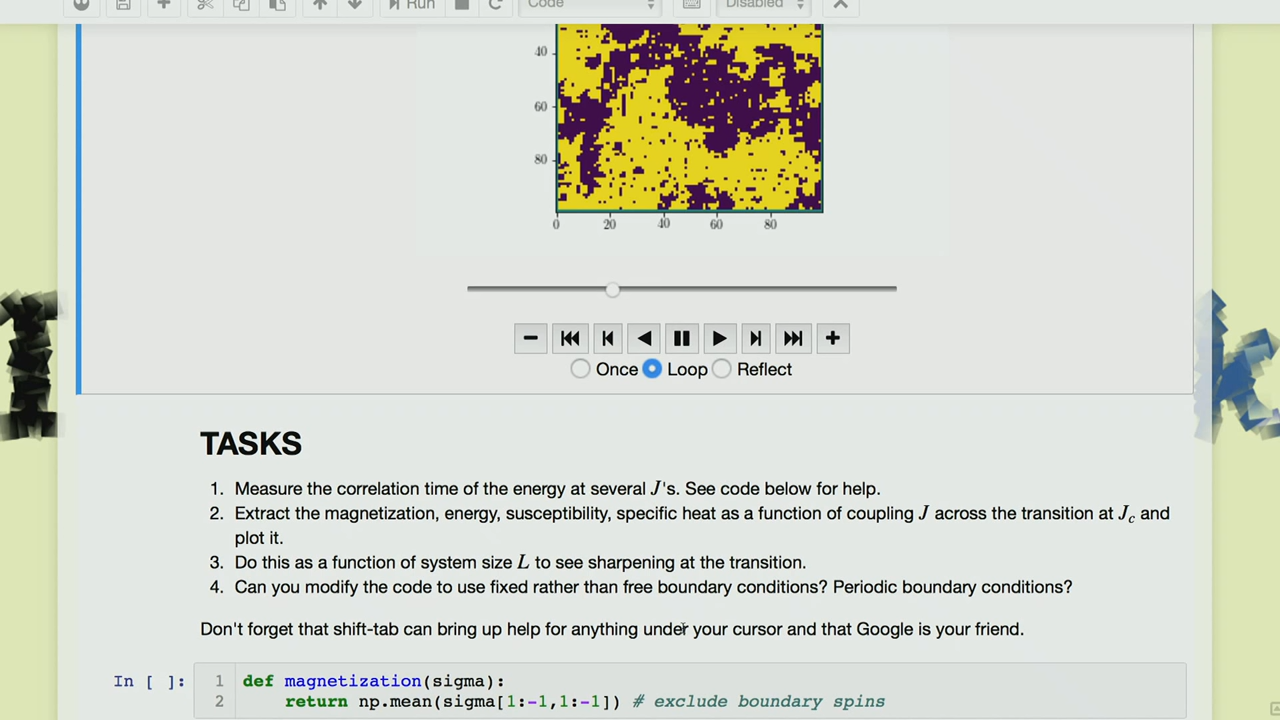 Run
Code
Disabled
40
60
80
0 20 40 60 80
Once Loop Reflect
TASKS
1. Measure the correlation time of the energy at several J's. See code below for help.
2. Extract the magnetization, energy, susceptibility, specific heat as a function of coupling J across the transition at Jc and
plot it.
3. Do this as a function of system size L to see sharpening at the transition.
4. Can you modify the code to use fixed rather than free boundary conditions? Periodic boundary conditions?
Don't forget that shift-tab can bring up help for anything under your cursor and that Google is your friend.
In [ ]: 1 def magnetization(sigma):
2 return np.mean(sigma[1:-1,1:-1]) # exclude boundary spins